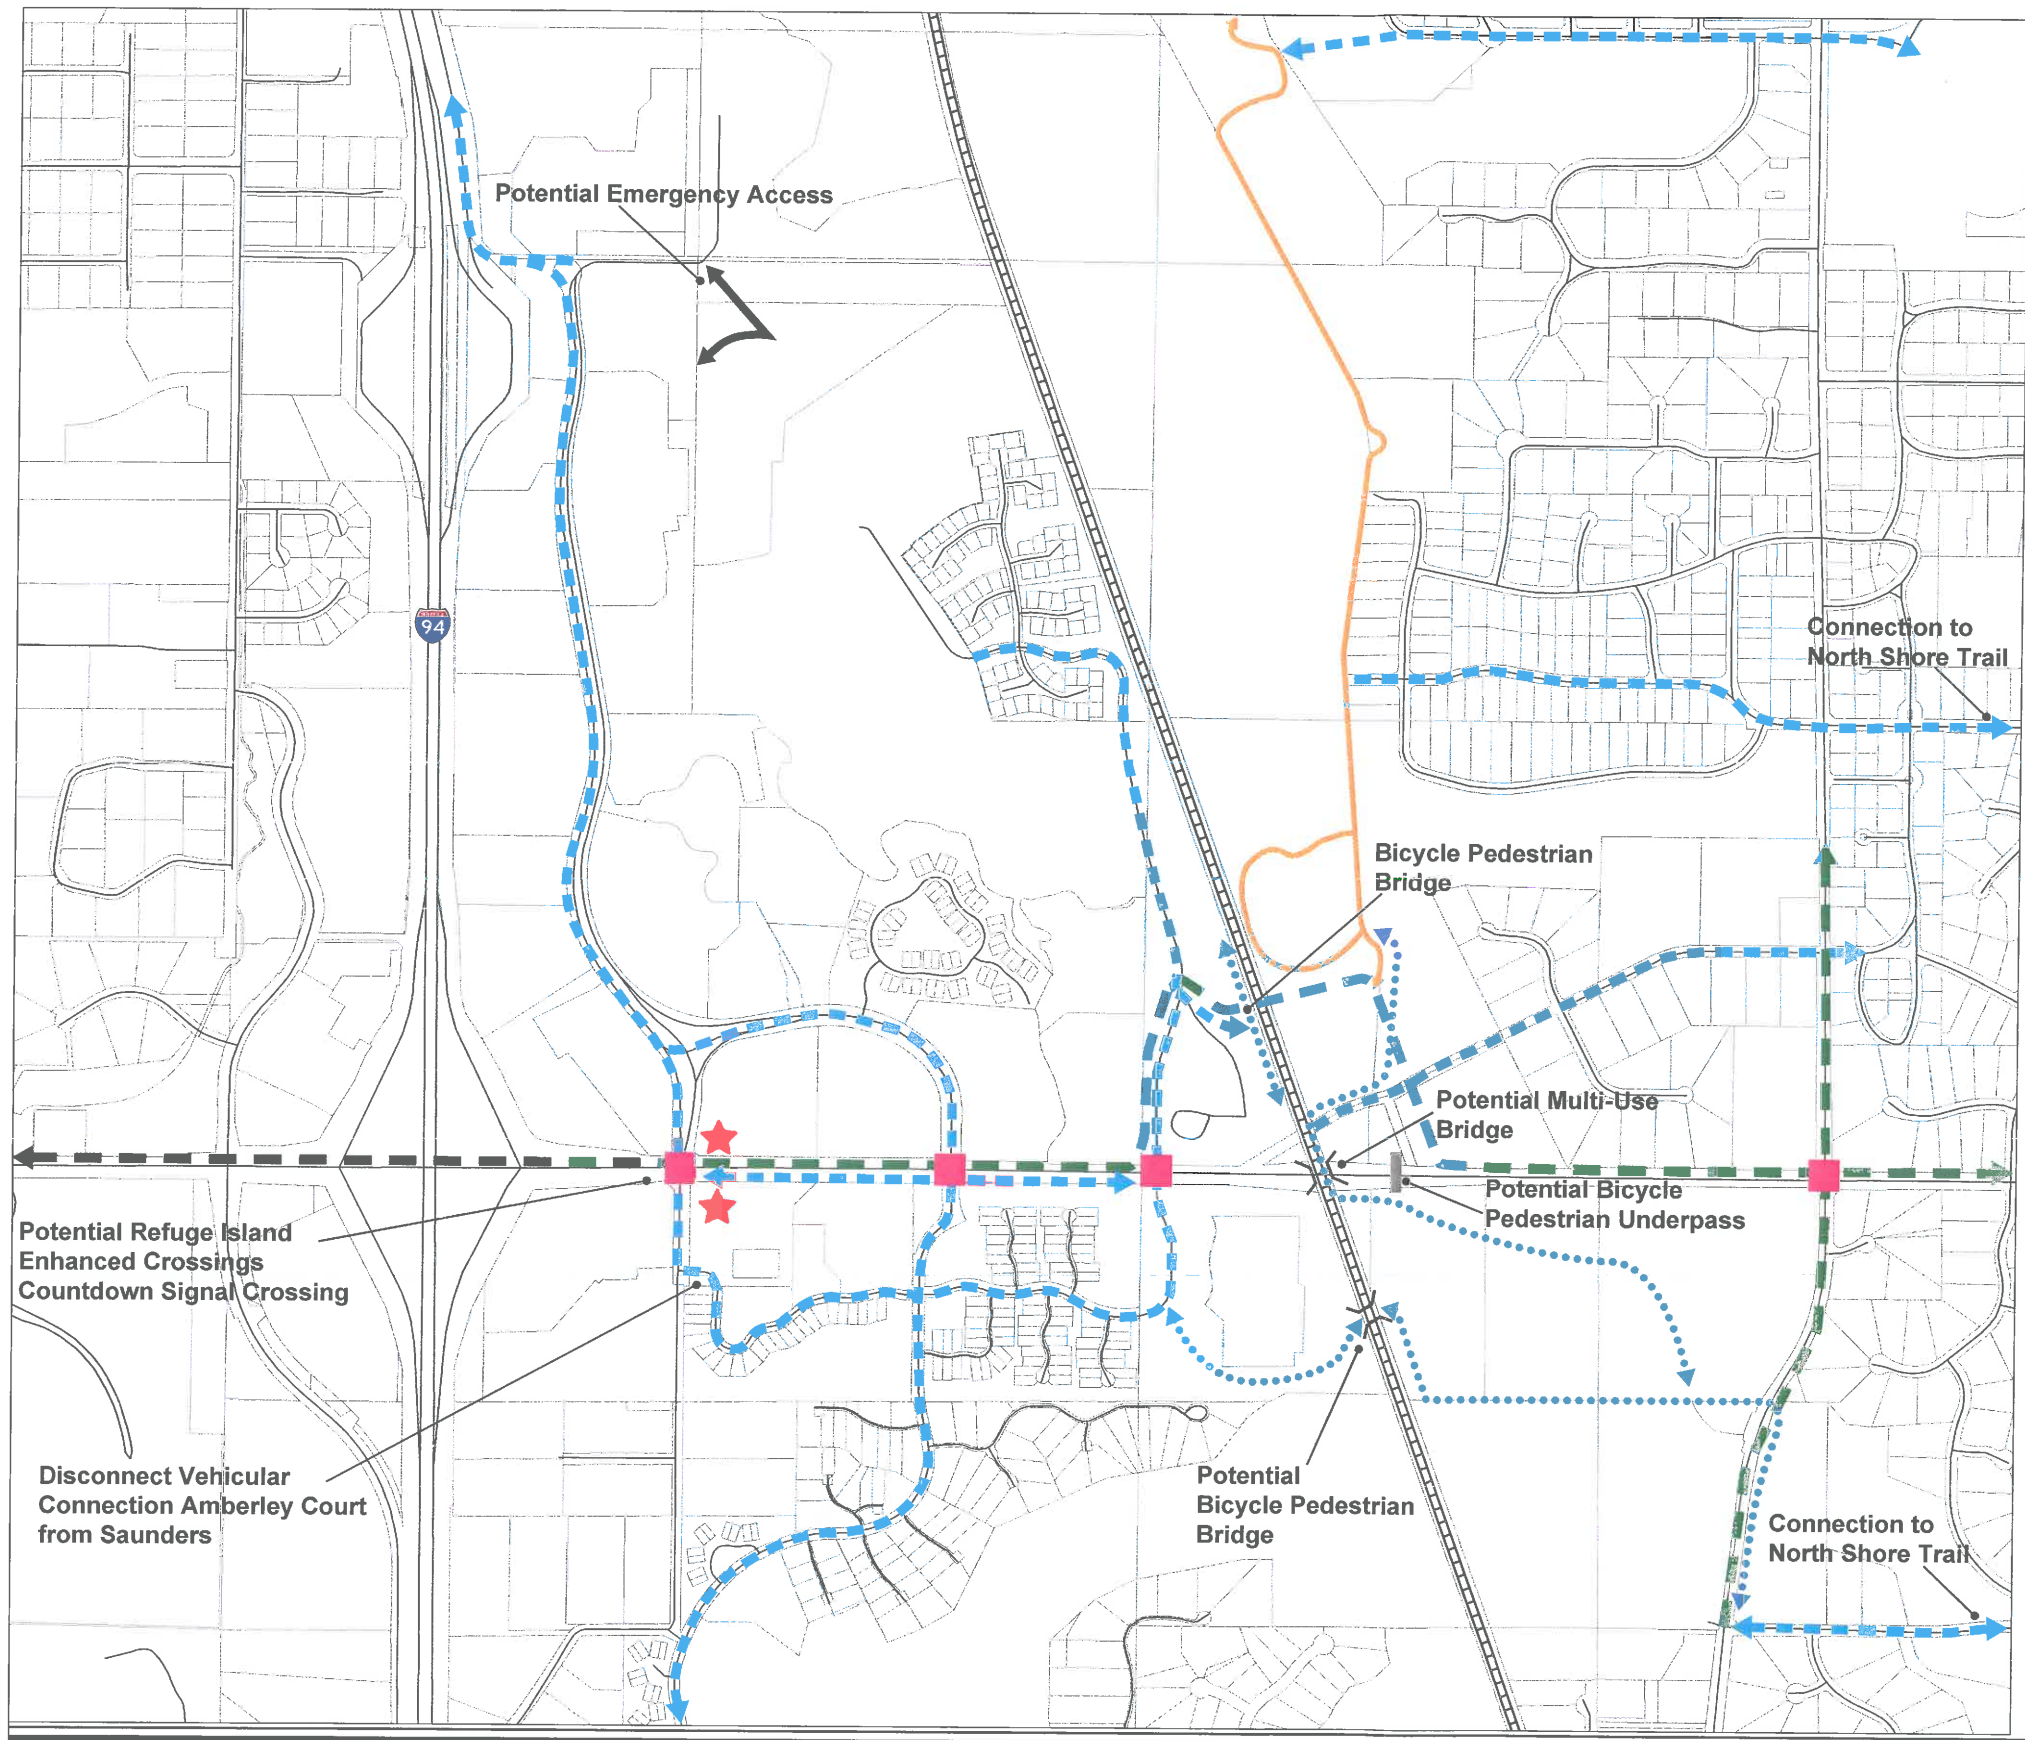 Potential Emergency Access
94
Connection to
North Shore Trail
Bicycle Pedestrian
Bridge
Potential Multi-Use
Bridge
Potential Bicycle
Pedestrian Underpass
Potential Refuge Island
Enhanced Crossings
Countdown Signal Crossing
Disconnect Vehicular
Connection Amberley Court
from Saunders
Potential
Bicycle Pedestrian
Bridge
Connection to
North Shore Trail